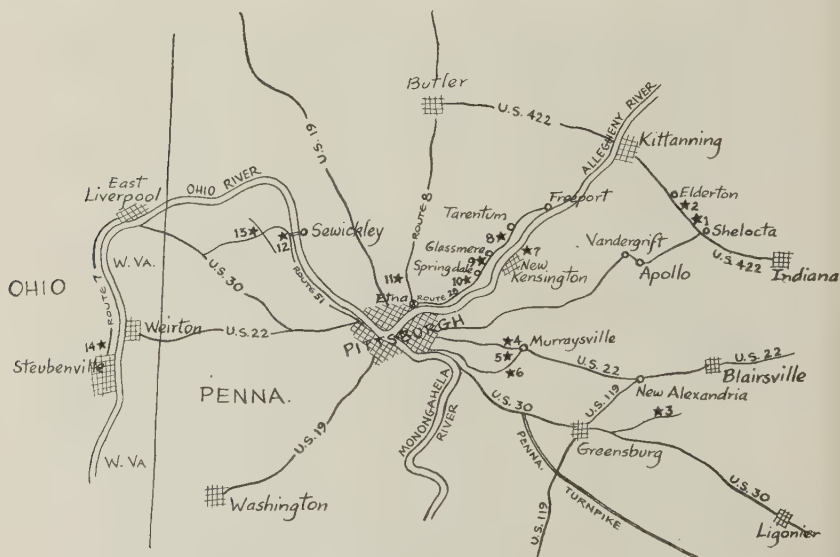 Butler
U.S. 422
ALLEGHENY RIVER
Kittanning
U.S. 19
ROUTE 8
East
Liverpool
OHIO RIVER
Elderton
2
1
Shelocta
Freeport
Tarentum
8
7
Glassmere
9
Springdale
10
New
Kensington
Vandergrift
Apollo
U.S. 422
Indiana
13
12
Sewickley
W. VA.
ROUTE 7
U.S. 30
ROUTE 51
11
Etna
ROUTE 28
OHIO
Weirton
U.S. 22
PITTSBURGH
14
Steubenville
4
Murraysville
5
6
U.S. 22
U.S. 22
Blairsville
New Alexandria
U.S. 119
3
PENNA.
MONONGAHELA
RIVER
U.S. 30
Greensburg
W. VA
U.S. 19
PENNA.
TURNPIKE
U.S. 30
Washington
U.S. 119
Ligonier